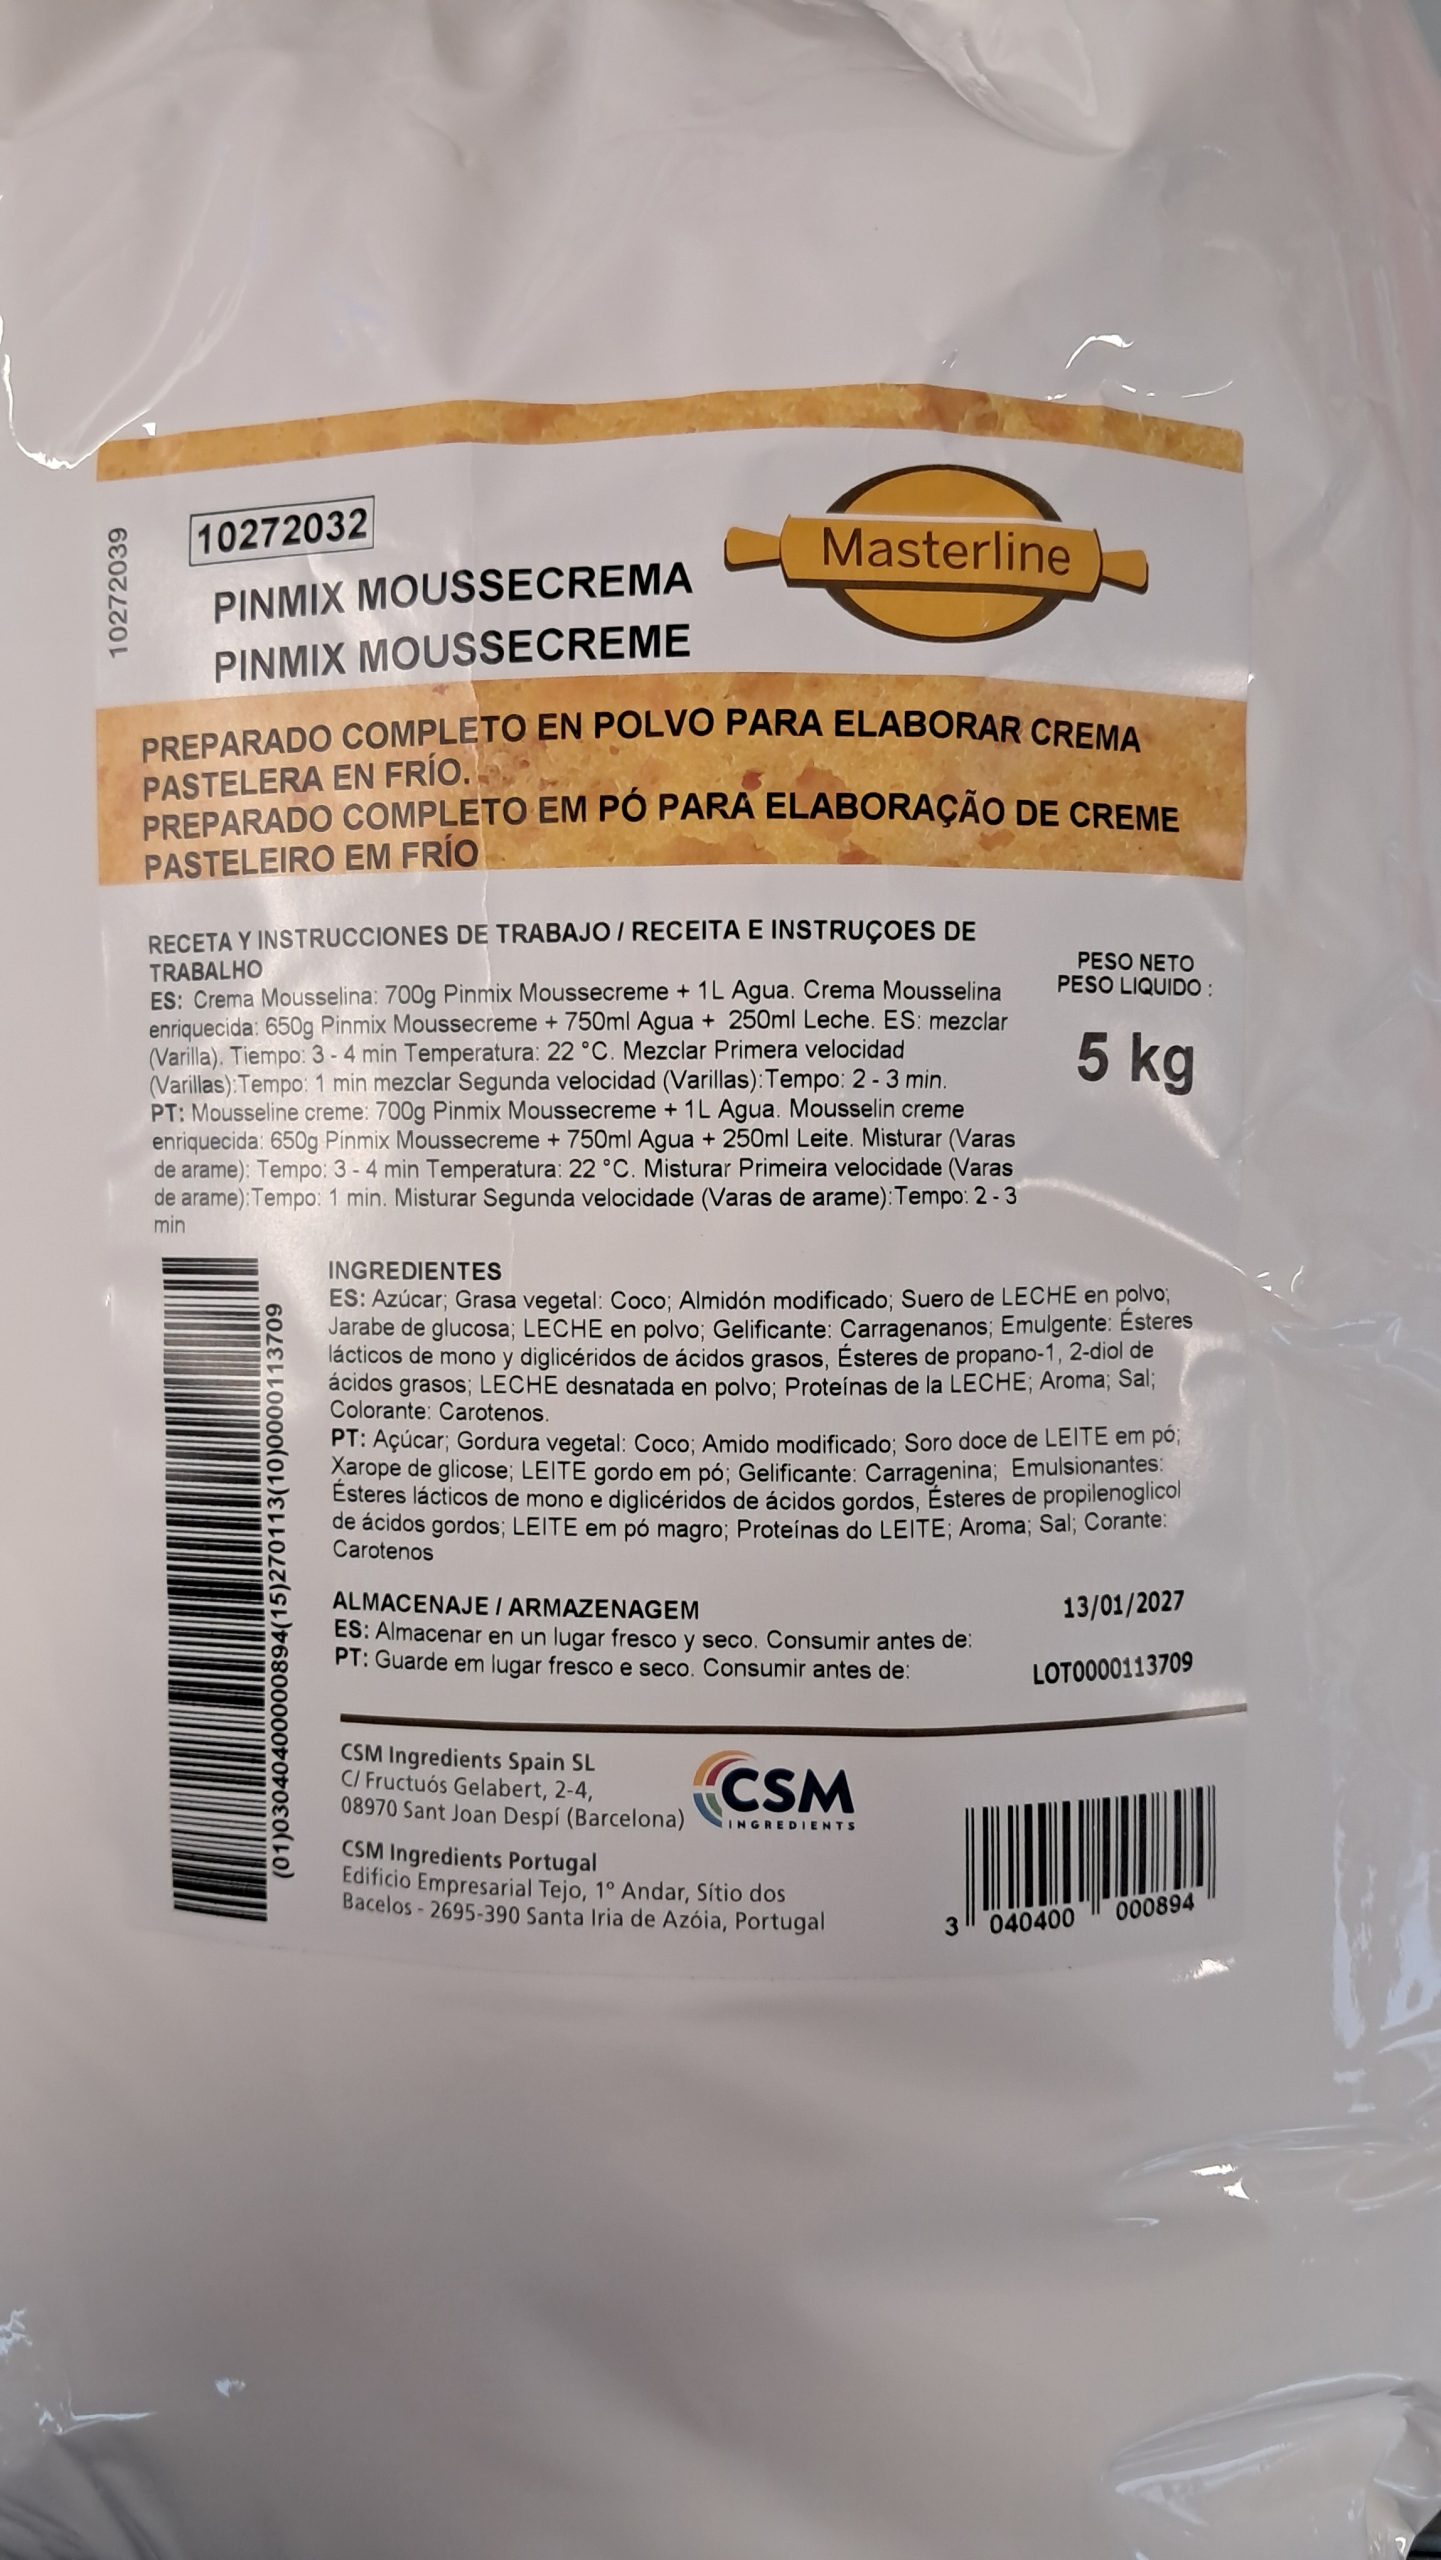 10272039
10272032
PINMIX MOUSSECREMA
PINMIX MOUSSECREME
Masterline
PREPARADO COMPLETO EN POLVO PARA ELABORAR CREMA
PASTELERA EN FRÍO.
PREPARADO COMPLETO EM PÓ PARA ELABORAÇÃO DE CREME
PASTELEIRO EM FRÍO
RECETA Y INSTRUCCIONES DE TRABAJO / RECEITA E INSTRUÇOES DE
TRABALHO
ES: Crema Mousselina: 700g Pinmix Moussecreme + 1L Agua. Crema Mousselina
enriquecida: 650g Pinmix Moussecreme + 750ml Agua + 250ml Leche. ES: mezclar
(Varilla). Tiempo: 3 - 4 min Temperatura: 22 °C. Mezclar Primera velocidad
(Varillas):Tempo: 1 min mezclar Segunda velocidad (Varillas):Tempo: 2 - 3 min.
PT: Mousseline creme: 700g Pinmix Moussecreme + 1L Agua. Mousselin creme
enriquecida: 650g Pinmix Moussecreme + 750ml Agua + 250ml Leite. Misturar (Varas
de arame): Tempo: 3 - 4 min Temperatura: 22 °C. Misturar Primeira velocidade (Varas
de arame):Tempo: 1 min. Misturar Segunda velocidade (Varas de arame):Tempo: 2 - 3
min
PESO NETO
PESO LIQUIDO :
5 kg
INGREDIENTES
ES: Azúcar; Grasa vegetal: Coco; Almidón modificado; Suero de LECHE en polvo;
Jarabe de glucosa; LECHE en polvo; Gelificante: Carragenanos; Emulgente: Ésteres
lácticos de mono y diglicéridos de ácidos grasos, Ésteres de propano-1, 2-diol de
ácidos grasos; LECHE desnatada en polvo; Proteínas de la LECHE; Aroma; Sal;
Colorante: Carotenos.
PT: Açúcar; Gordura vegetal: Coco; Amido modificado; Soro doce de LEITE em pó;
Xarope de glicose; LEITE gordo em pó; Gelificante: Carragenina; Emulsionantes:
Ésteres lácticos de mono e diglicéridos de ácidos gordos, Ésteres de propilenoglicol
de ácidos gordos; LEITE em pó magro; Proteínas do LEITE; Aroma; Sal; Corante:
Carotenos
(01)03040400000894(15)270113(10)0000113709
ALMACENAJE / ARMAZENAGEM
ES: Almacenar en un lugar fresco y seco. Consumir antes de:
PT: Guarde em lugar fresco e seco. Consumir antes de:
13/01/2027
LOT0000113709
CSM Ingredients Spain SL
C/ Fructuós Gelabert, 2-4,
08970 Sant Joan Despí (Barcelona)
CSM
INGREDIENTS
CSM Ingredients Portugal
Edificio Empresarial Tejo, 1º Andar, Sítio dos
Bacelos - 2695-390 Santa Iria de Azóia, Portugal
3 040400 000894